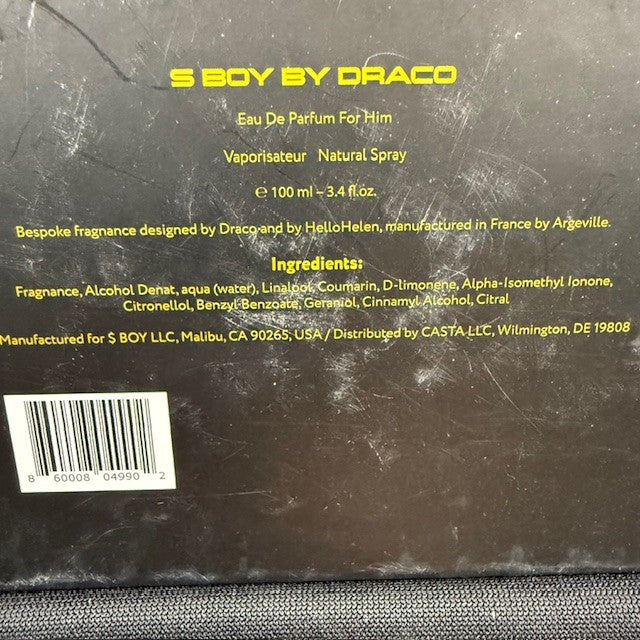 $ BOY BY DRACO
Eau De Parfum For Him
Vaporisateur Natural Spray
℮ 100 ml – 3.4 fl.oz.
Bespoke fragnance designed by Draco and by HelloHelen, manufactured in France by Argeville.
Ingredients:
Fragnance, Alcohol Denat, aqua (water), Linalool, Coumarin, D-limonene, Alpha-Isomethyl Ionone,
Citronellol, Benzyl Benzoate, Geraniol, Cinnamyl Alcohol, Citral
Manufactured for $ BOY LLC, Malibu, CA 90265, USA / Distributed by CASTA LLC, Wilmington, DE 19808
8 60008 04990 2